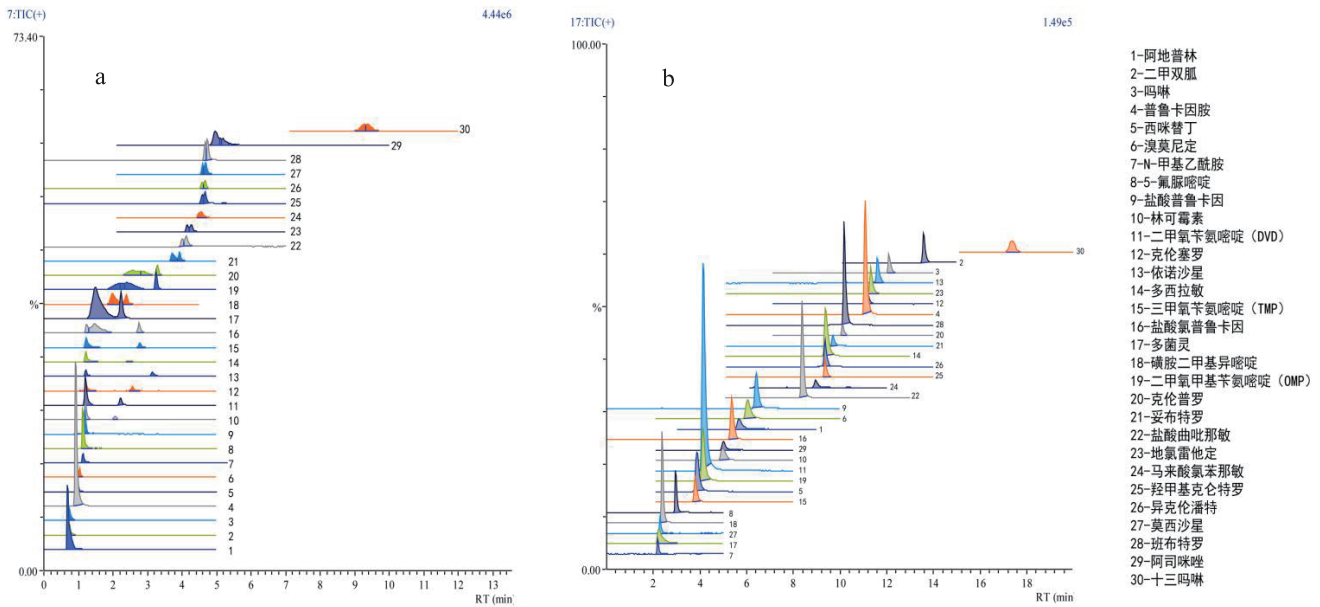 7:TIC(+)
4.44e6
73.40
a
30
29
28
27
26
25
24
23
22
21
20
19
%
18
17
16
15
14
13
12
11
10
9
8
7
6
5
4
3
2
1
0.00
0 1 2 3 4 5 6 7 8 9 10 11 12 13
RT (min
17:TIC(+)
1.49e5
100.00
b
30
2
3
13
23
12
%
4
28
20
21
14
26
25
24
22
9
6
1
16
29
10
11
19
5
15
8
18
27
17
7
0.00
2 4 6 8 10 12 14 16 18
RT (min
1-阿地普林
2-二甲双胍
3-吗啉
4-普鲁卡因胺
5-西咪替丁
6-溴莫尼定
7-N-甲基乙酰胺
8-5-氟脲嘧啶
9-盐酸普鲁卡因
10-林可霉素
11-二甲氧苄氨嘧啶（DVD）
12-克伦塞罗
13-依诺沙星
14-多西拉敏
15-三甲氧苄氨嘧啶（TMP）
16-盐酸氯普鲁卡因
17-多菌灵
18-磺胺二甲基异嘧啶
19-二甲氧甲基苄氨嘧啶（OMP）
20-克伦普罗
21-妥布特罗
22-盐酸曲吡那敏
23-地氯雷他定
24-马来酸氯苯那敏
25-羟甲基克仑特罗
26-异克伦潘特
27-莫西沙星
28-班布特罗
29-阿司咪唑
30-十三吗啉